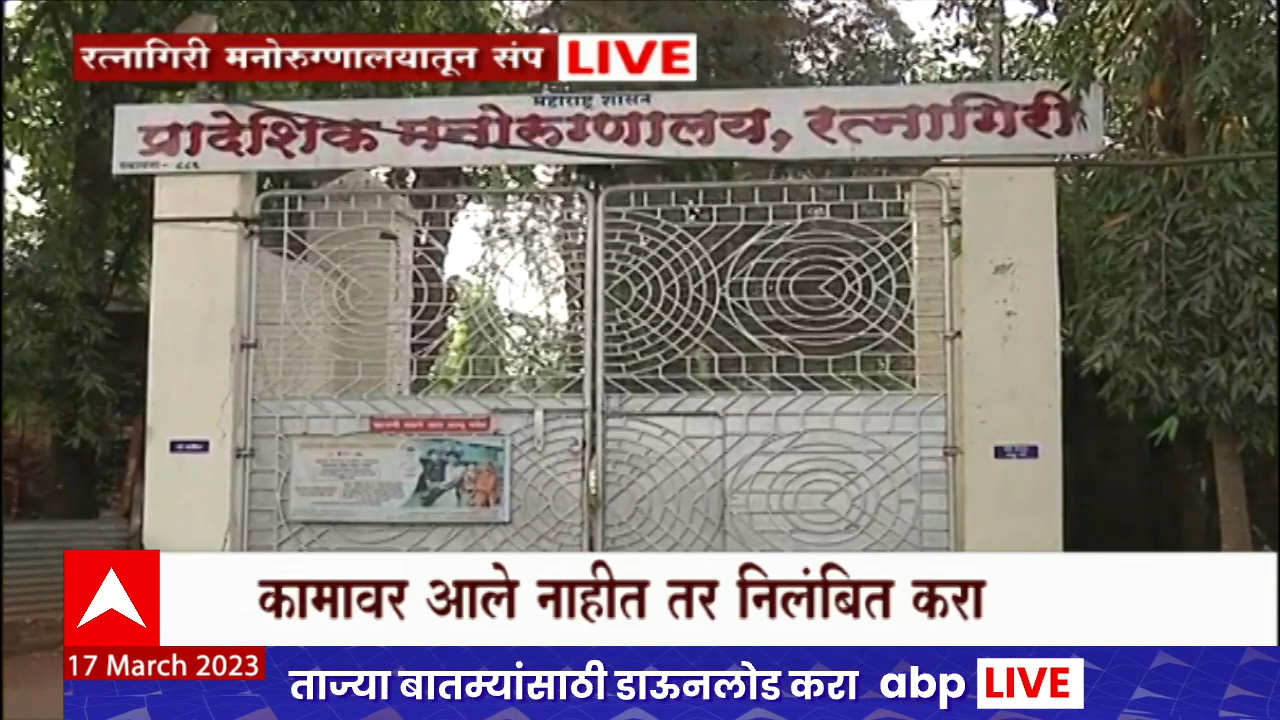 रत्नागिरी मनोरुग्णालयातून संप LIVE
महाराष्ट्र शासन
प्रादेशिक मनोरुग्णालय, रत्नागिरी
कामावर आले नाहीत तर निलंबित करा
17 March 2023
ताज्या बातम्यांसाठी डाऊनलोड करा abp LIVE